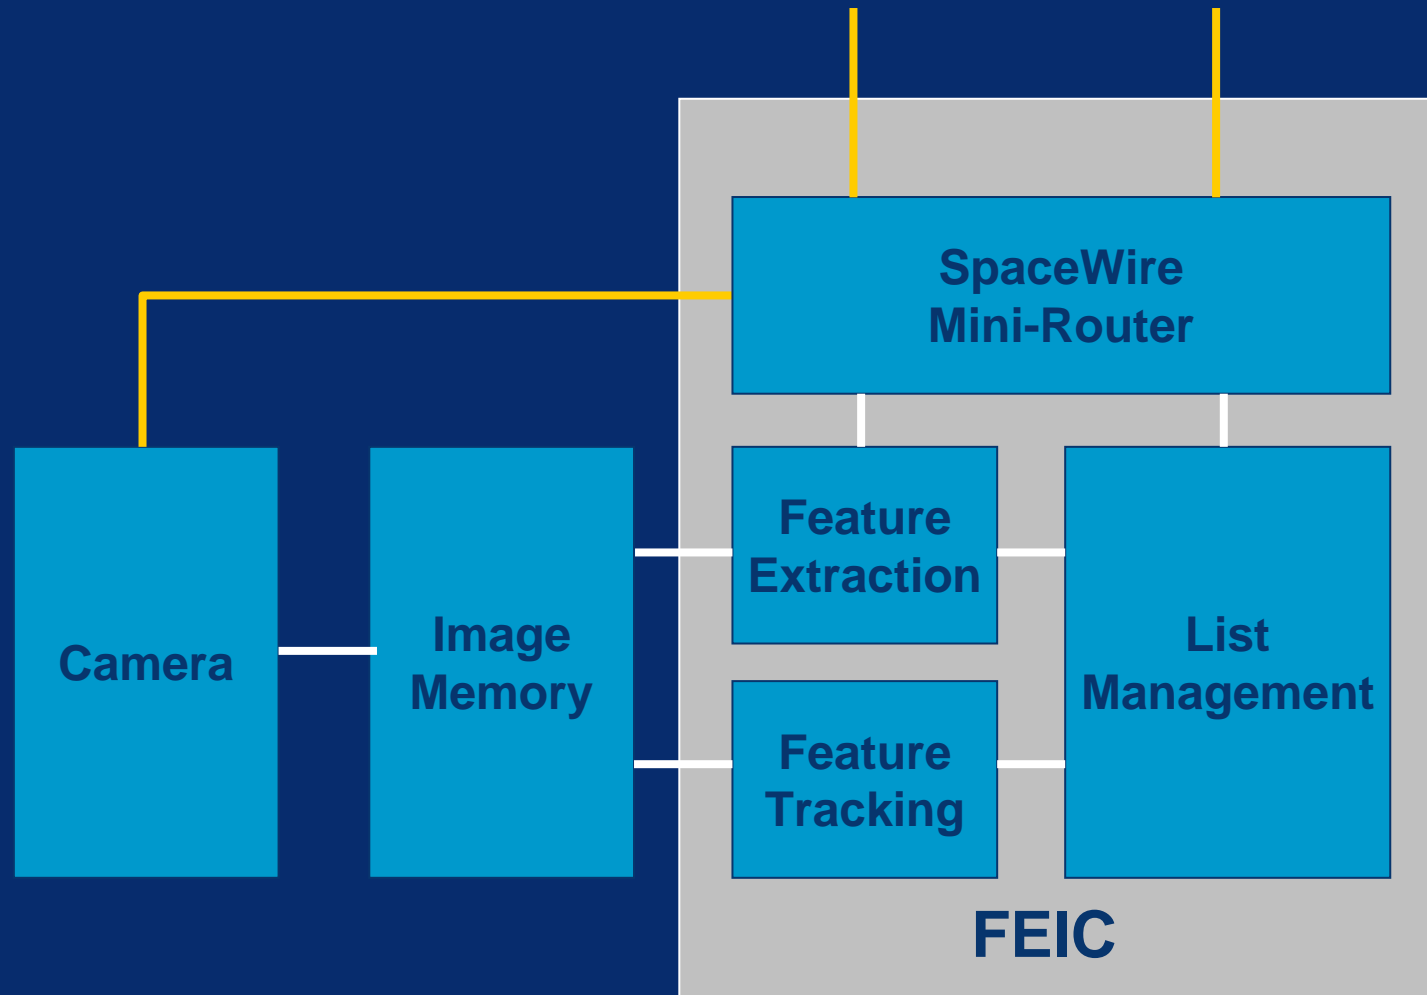 SpaceWire
Mini-Router
Camera
Image
Memory
Feature
Extraction
Feature
Tracking
List
Management
FEIC